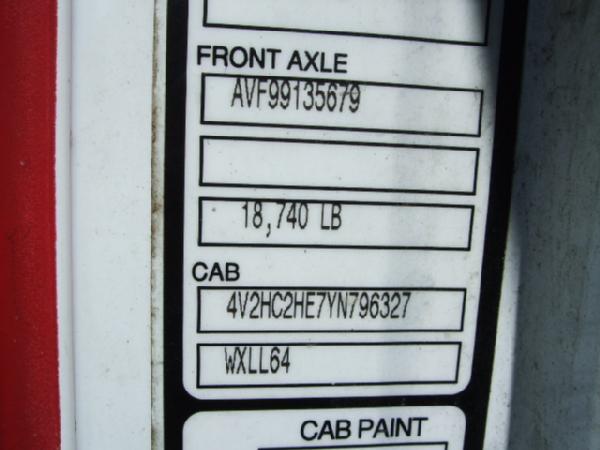 FRONT AXLE
AVF99135679
18,740 LB
CAB
4V2HC2HE7YN796327
WXLL64
CAB PAINT